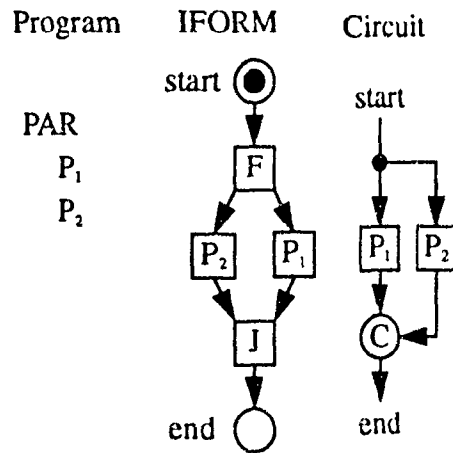 Program IFORM Circuit
start
start
PAR
P₁
P₂
F
P₂ P₁
P₁ P₂
J
C
end
end